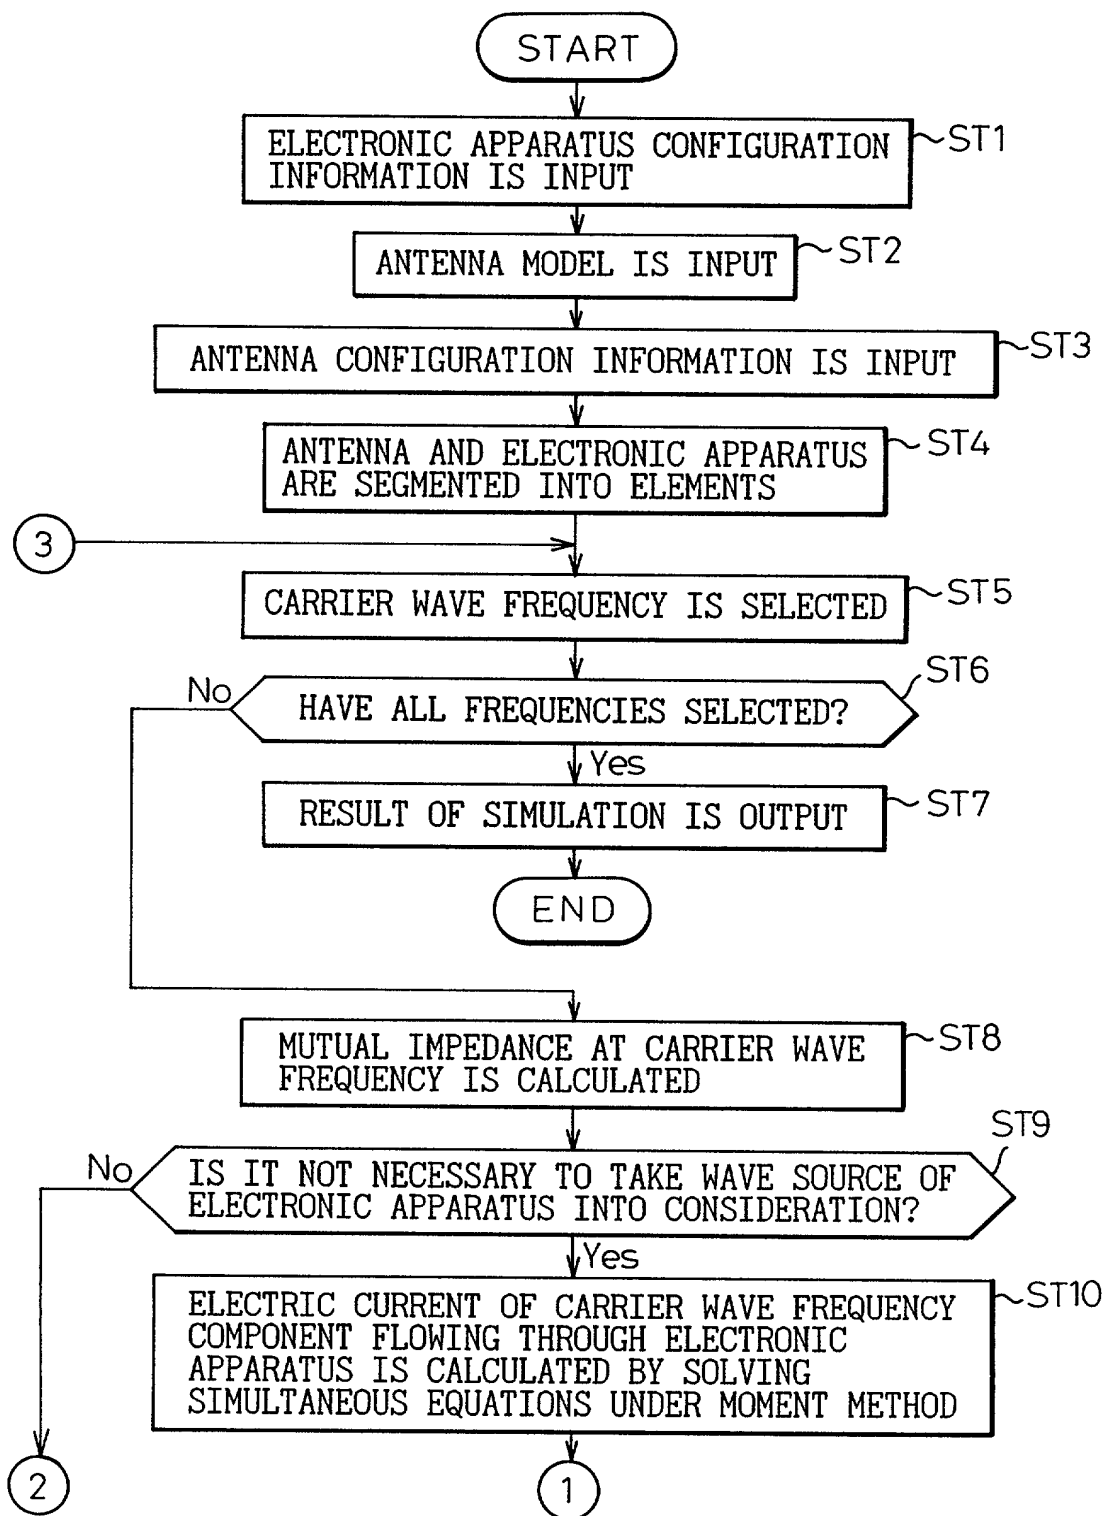 START
ELECTRONIC APPARATUS CONFIGURATION
INFORMATION IS INPUT
ST1
ANTENNA MODEL IS INPUT
ST2
ANTENNA CONFIGURATION INFORMATION IS INPUT
ST3
ANTENNA AND ELECTRONIC APPARATUS
ARE SEGMENTED INTO ELEMENTS
ST4
3
CARRIER WAVE FREQUENCY IS SELECTED
ST5
No
HAVE ALL FREQUENCIES SELECTED?
ST6
Yes
RESULT OF SIMULATION IS OUTPUT
ST7
END
MUTUAL IMPEDANCE AT CARRIER WAVE
FREQUENCY IS CALCULATED
ST8
No
IS IT NOT NECESSARY TO TAKE WAVE SOURCE OF
ELECTRONIC APPARATUS INTO CONSIDERATION?
ST9
Yes
ELECTRIC CURRENT OF CARRIER WAVE FREQUENCY
COMPONENT FLOWING THROUGH ELECTRONIC
APPARATUS IS CALCULATED BY SOLVING
SIMULTANEOUS EQUATIONS UNDER MOMENT METHOD
ST10
2
1